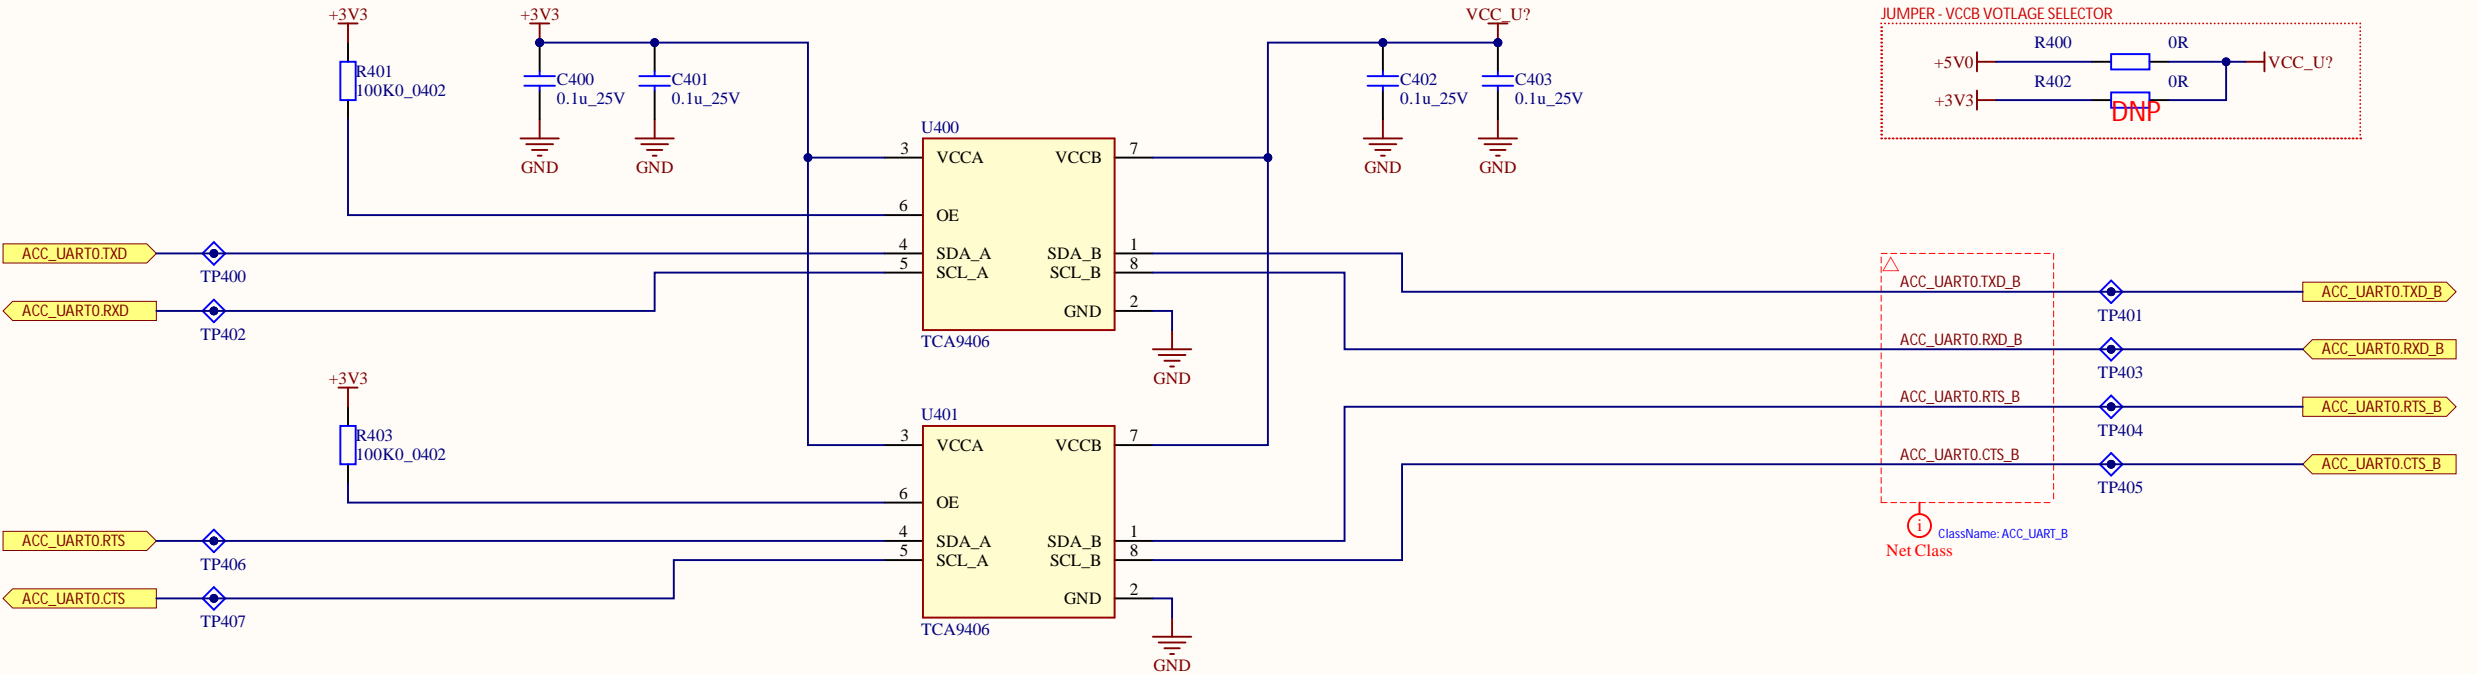 +3V3
+3V3
VCC_U?
JUMPER - VCCB VOTLAGE SELECTOR
R401
100K0_0402
C400
0.1u_25V
C401
0.1u_25V
C402
0.1u_25V
C403
0.1u_25V
R400
0R
+5V0
VCC_U?
R402
0R
+3V3
DNP
GND
GND
GND
GND
U400
3
VCCA
VCCB
7
6
OE
4
SDA_A
SDA_B
1
5
SCL_A
SCL_B
8
GND
2
TCA9406
GND
ACC_UART0.TXD
TP400
ACC_UART0.RXD
TP402
ACC_UART0.TXD_B
TP401
ACC_UART0.TXD_B
ACC_UART0.RXD_B
TP403
ACC_UART0.RXD_B
ACC_UART0.RTS_B
TP404
ACC_UART0.RTS_B
ACC_UART0.CTS_B
TP405
ACC_UART0.CTS_B
i
ClassName: ACC_UART_B
Net Class
+3V3
R403
100K0_0402
U401
3
VCCA
VCCB
7
6
OE
4
SDA_A
SDA_B
1
5
SCL_A
SCL_B
8
GND
2
TCA9406
GND
ACC_UART0.RTS
TP406
ACC_UART0.CTS
TP407